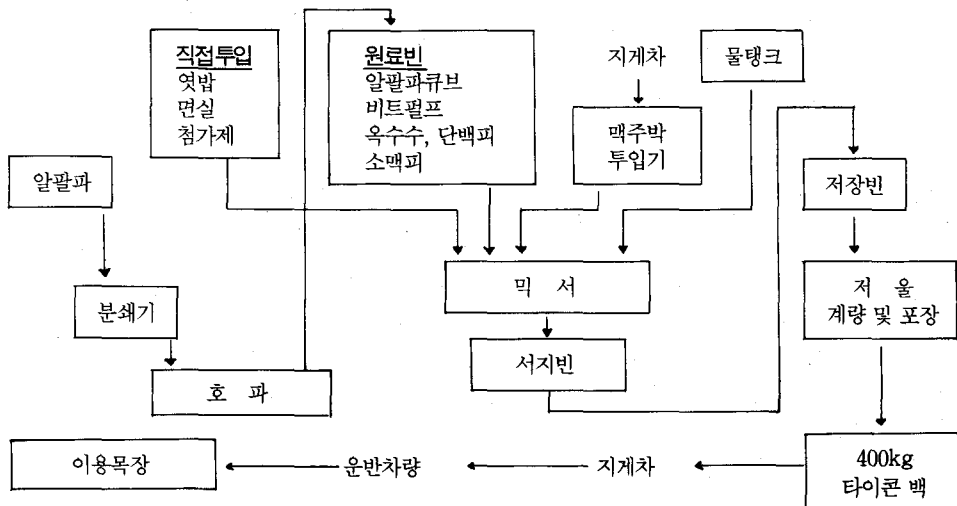 직접투입
엿밥
면실
첨가제
원료빈
알팔파큐브
비트펄프
옥수수, 단백피
소맥피
지게차
맥주박
투입기
물탱크
알팔파
분쇄기
호 파
믹 서
서지빈
저장빈
저 울
계량 및 포장
400kg
타이콘 백
지게차
운반차량
이용목장